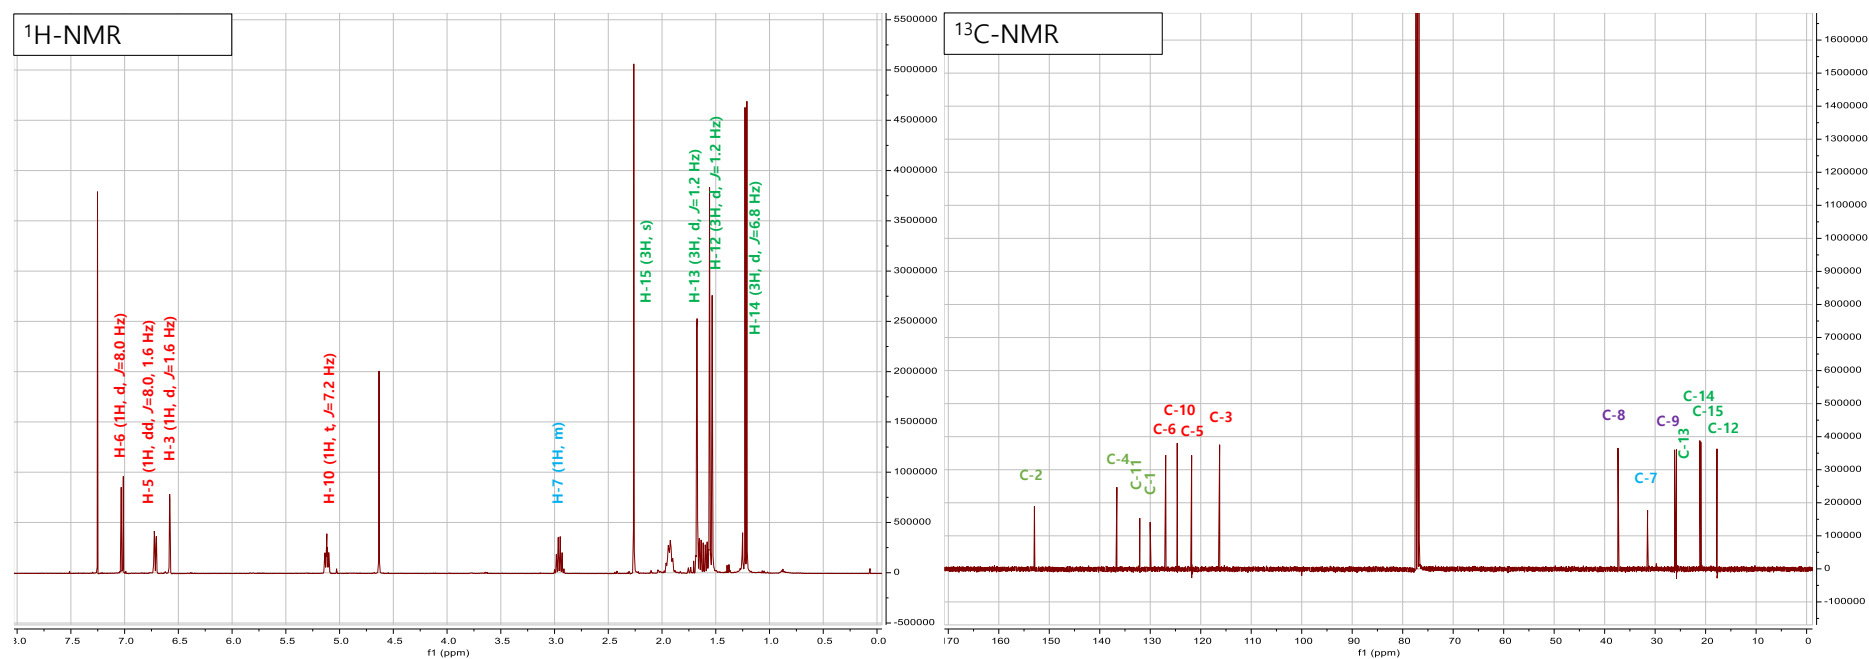 ¹H-NMR
H-6 (1H, d, J=8.0 Hz)
H-5 (1H, dd, J=8.0, 1.6 Hz)
H-3 (1H, d, J=1.6 Hz)
H-10 (1H, t, J=7.2 Hz)
H-7 (1H, m)
H-15 (3H, s)
H-13 (3H, d, J=1.2 Hz)
H-12 (3H, d, J=1.2 Hz)
H-14 (3H, d, J=6.8 Hz)
5500000
5000000
4500000
4000000
3500000
3000000
2500000
2000000
1500000
1000000
500000
0
-500000
8.0 7.5 7.0 6.5 6.0 5.5 5.0 4.5 4.0 3.5 3.0 2.5 2.0 1.5 1.0 0.5 0.0
f1 (ppm)
¹³C-NMR
C-2
C-4
C-11
C-1
C-10
C-6
C-5
C-3
C-8
C-7
C-9
C-13
C-14
C-15
C-12
1600000
1500000
1400000
1300000
1200000
1100000
1000000
900000
800000
700000
600000
500000
400000
300000
200000
100000
0
-100000
170 150 140 130 120 110 100 90 80 70 60 50 40 30 20 10 0
f1 (ppm)